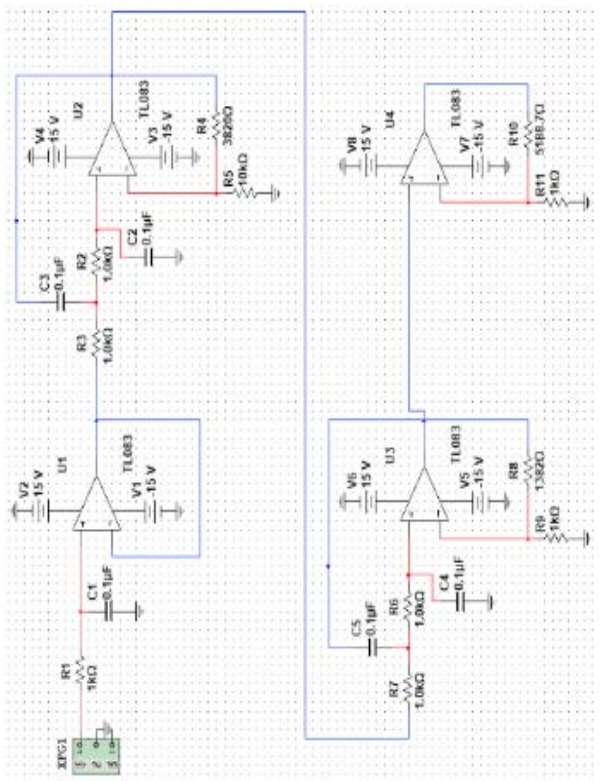 XFG1
R1
1kΩ
C1
0.1µF
V2
15 V
U1
TL083
V1
-15 V
R3
1.0kΩ
C3
0.1µF
R2
1.0kΩ
C2
0.1µF
V4
15 V
U2
TL083
V3
-15 V
R4
3820Ω
R5
10kΩ
R7
1.0kΩ
C5
0.1µF
R6
1.0kΩ
C4
0.1µF
V6
15 V
U3
TL083
V5
-15 V
R8
1382Ω
R9
1kΩ
V8
15 V
U4
TL083
V7
-15 V
R10
5188.7Ω
R11
1kΩ